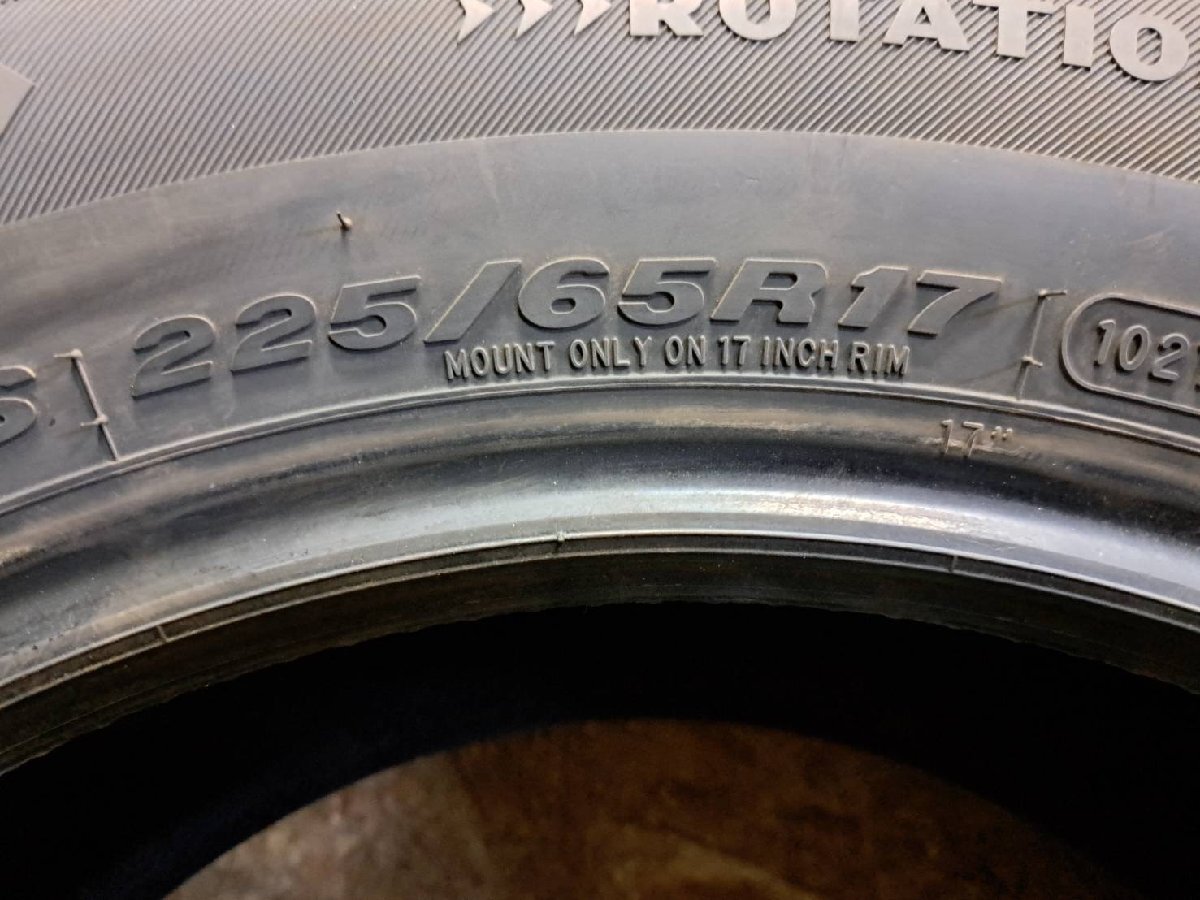 ROTATIO
225/65R17
MOUNT ONLY ON 17 INCH RIM
102
17"